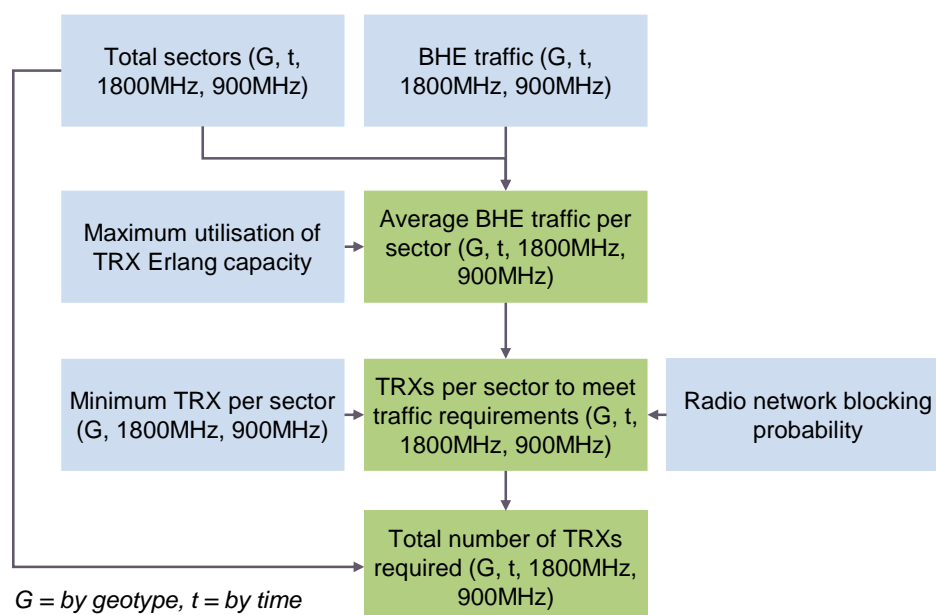 Total sectors (G, t,
1800MHz, 900MHz)
BHE traffic (G, t,
1800MHz, 900MHz)
Maximum utilisation of
TRX Erlang capacity
Average BHE traffic per
sector (G, t, 1800MHz,
900MHz)
Minimum TRX per sector
(G, 1800MHz, 900MHz)
TRXs per sector to meet
traffic requirements (G, t,
1800MHz, 900MHz)
Radio network blocking
probability
Total number of TRXs
required (G, t, 1800MHz,
900MHz)
G = by geotype, t = by time